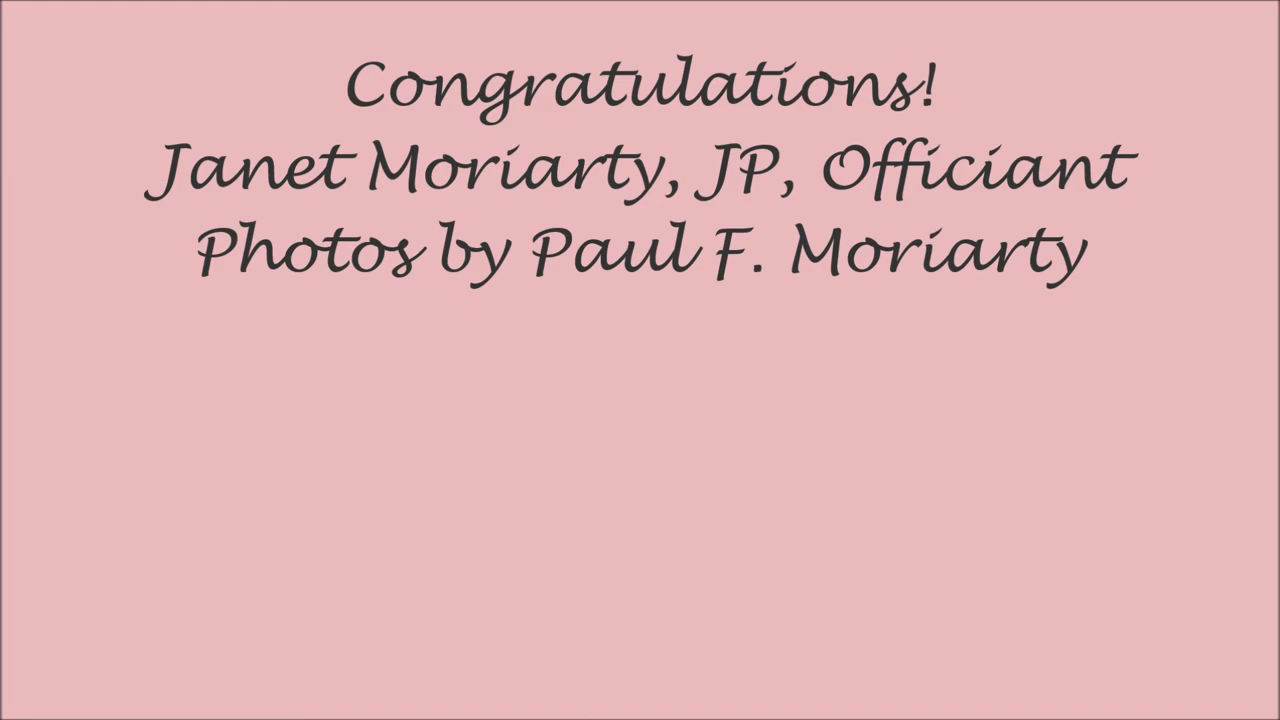 Congratulations!
Janet Moriarty, JP, Officiant
Photos by Paul F. Moriarty